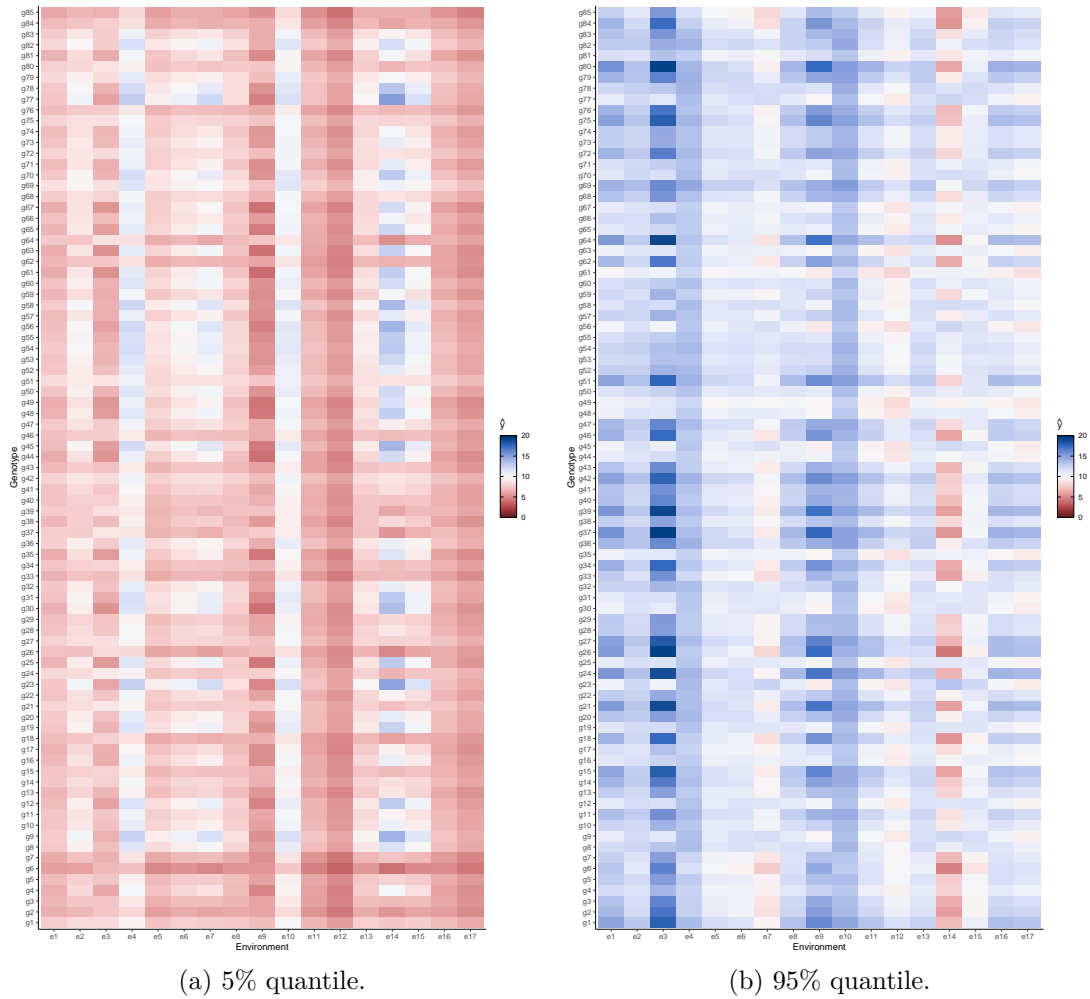 g85
g84
g83
g82
g81
g80
g79
g78
g77
g76
g75
g74
g73
g72
g71
g70
g69
g68
g67
g66
g65
g64
g63
g62
g61
g60
g59
g58
g57
g56
g55
g54
g53
g52
g51
g50
g49
g48
g47
g46
g45
g44
g43
g42
g41
g40
g39
g38
g37
g36
g35
g34
g33
g32
g31
g30
g29
g28
g27
g26
g25
g24
g23
g22
g21
g20
g19
g18
g17
g16
g15
g14
g13
g12
g11
g10
g9
g8
g7
g6
g5
g4
g3
g2
g1
Genotype
e1 e2 e3 e4 e5 e6 e7 e8 e9 e10 e11 e12 e13 e14 e15 e16 e17
Environment
ŷ
20
15
10
5
0
(a) 5% quantile.
g85
g84
g83
g82
g81
g80
g79
g78
g77
g76
g75
g74
g73
g72
g71
g70
g69
g68
g67
g66
g65
g64
g63
g62
g61
g60
g59
g58
g57
g56
g55
g54
g53
g52
g51
g50
g49
g48
g47
g46
g45
g44
g43
g42
g41
g40
g39
g38
g37
g36
g35
g34
g33
g32
g31
g30
g29
g28
g27
g26
g25
g24
g23
g22
g21
g20
g19
g18
g17
g16
g15
g14
g13
g12
g11
g10
g9
g8
g7
g6
g5
g4
g3
g2
g1
Genotype
e1 e2 e3 e4 e5 e6 e7 e8 e9 e10 e11 e12 e13 e14 e15 e16 e17
Environment
ŷ
20
15
10
5
0
(b) 95% quantile.